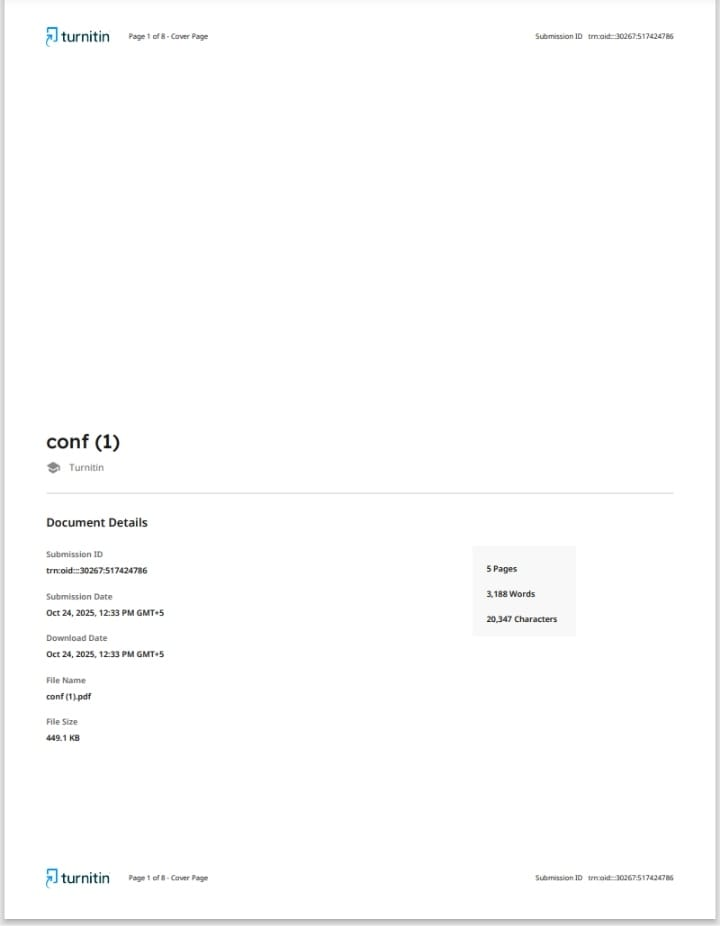 turnitin Page 1 of 8 - Cover Page Submission ID trn:oid:::30267:517424786
conf (1)
Turnitin
Document Details
Submission ID
trn:oid:::30267:517424786
Submission Date
Oct 24, 2025, 12:33 PM GMT+5
Download Date
Oct 24, 2025, 12:33 PM GMT+5
File Name
conf (1).pdf
File Size
449.1 KB
5 Pages
3,188 Words
20,347 Characters
turnitin Page 1 of 8 - Cover Page Submission ID trn:oid:::30267:517424786